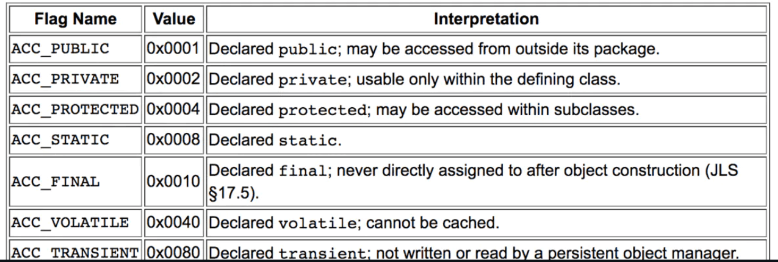 Flag Name Value Interpretation
ACC_PUBLIC 0x0001 Declared public; may be accessed from outside its package.
ACC_PRIVATE 0x0002 Declared private; usable only within the defining class.
ACC_PROTECTED 0x0004 Declared protected; may be accessed within subclasses.
ACC_STATIC 0x0008 Declared static.
ACC_FINAL 0x0010 Declared final; never directly assigned to after object construction (JLS
§17.5).
ACC_VOLATILE 0x0040 Declared volatile; cannot be cached.
ACC_TRANSIENT 0x0080 Declared transient; not written or read by a persistent object manager.